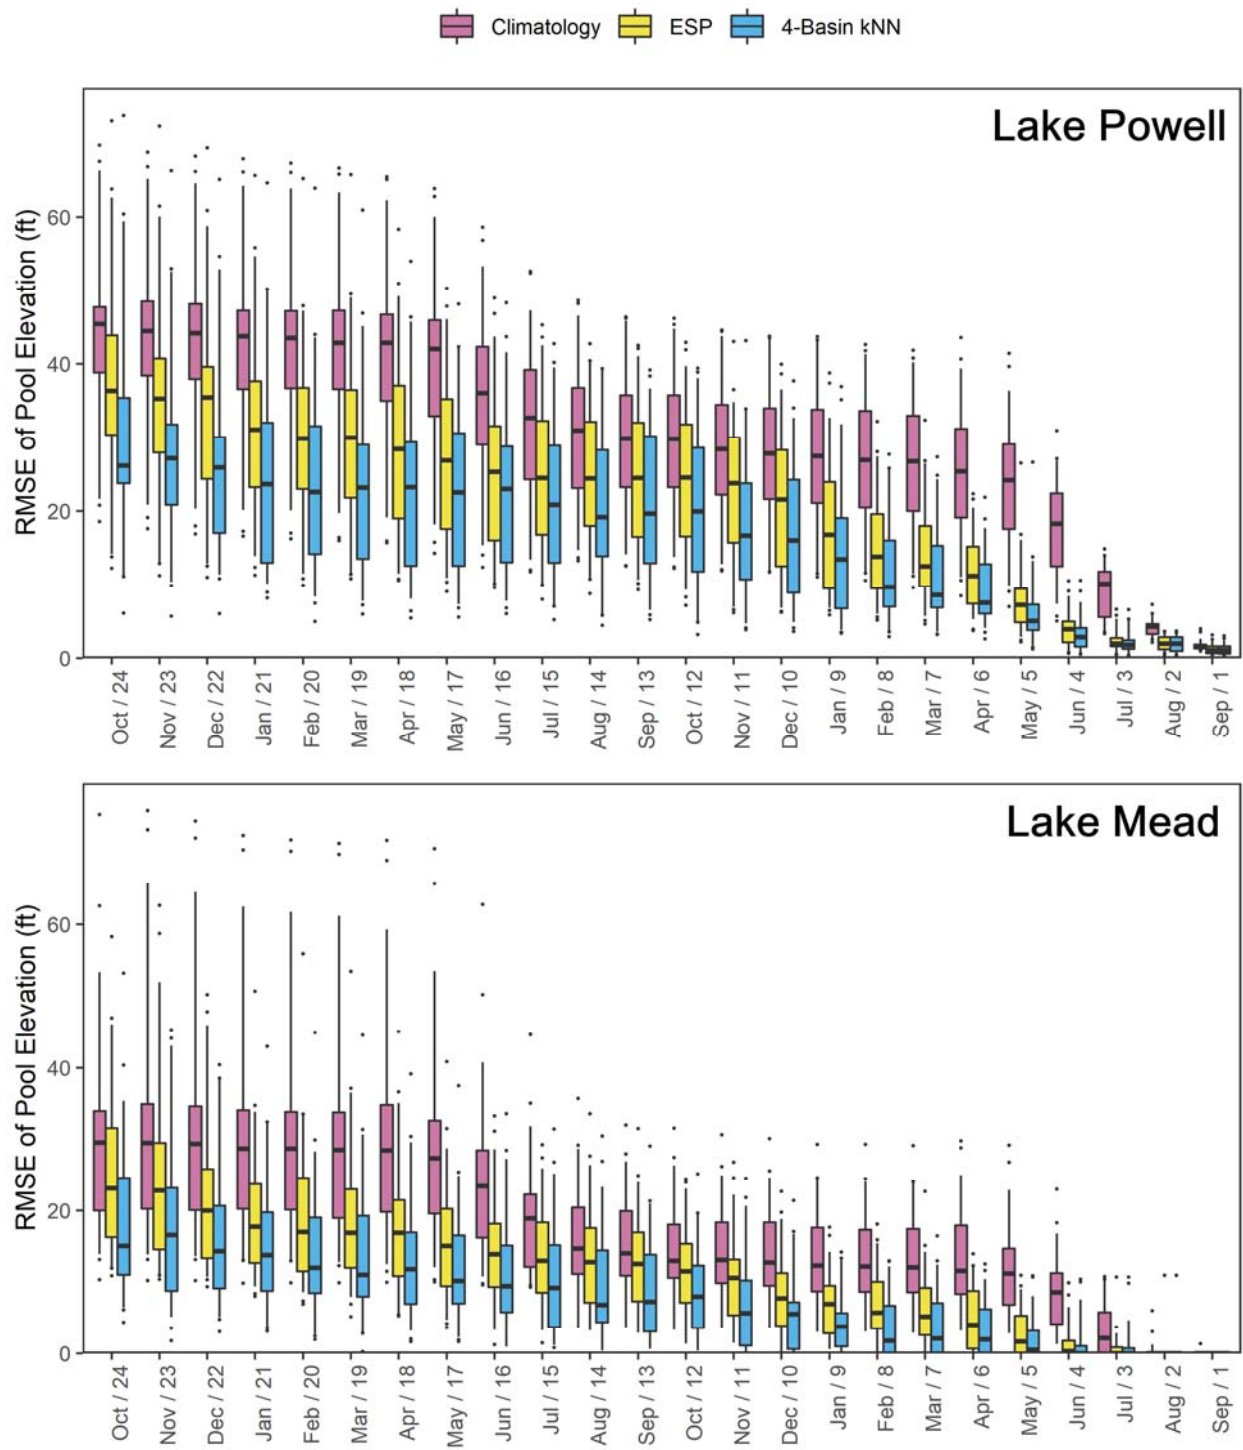 Climatology ESP 4-Basin kNN
Lake Powell
RMSE of Pool Elevation (ft)
60
40
20
0
Oct / 24
Nov / 23
Dec / 22
Jan / 21
Feb / 20
Mar / 19
Apr / 18
May / 17
Jun / 16
Jul / 15
Aug / 14
Sep / 13
Oct / 12
Nov / 11
Dec / 10
Jan / 9
Feb / 8
Mar / 7
Apr / 6
May / 5
Jun / 4
Jul / 3
Aug / 2
Sep / 1
Lake Mead
RMSE of Pool Elevation (ft)
60
40
20
0
Oct / 24
Nov / 23
Dec / 22
Jan / 21
Feb / 20
Mar / 19
Apr / 18
May / 17
Jun / 16
Jul / 15
Aug / 14
Sep / 13
Oct / 12
Nov / 11
Dec / 10
Jan / 9
Feb / 8
Mar / 7
Apr / 6
May / 5
Jun / 4
Jul / 3
Aug / 2
Sep / 1